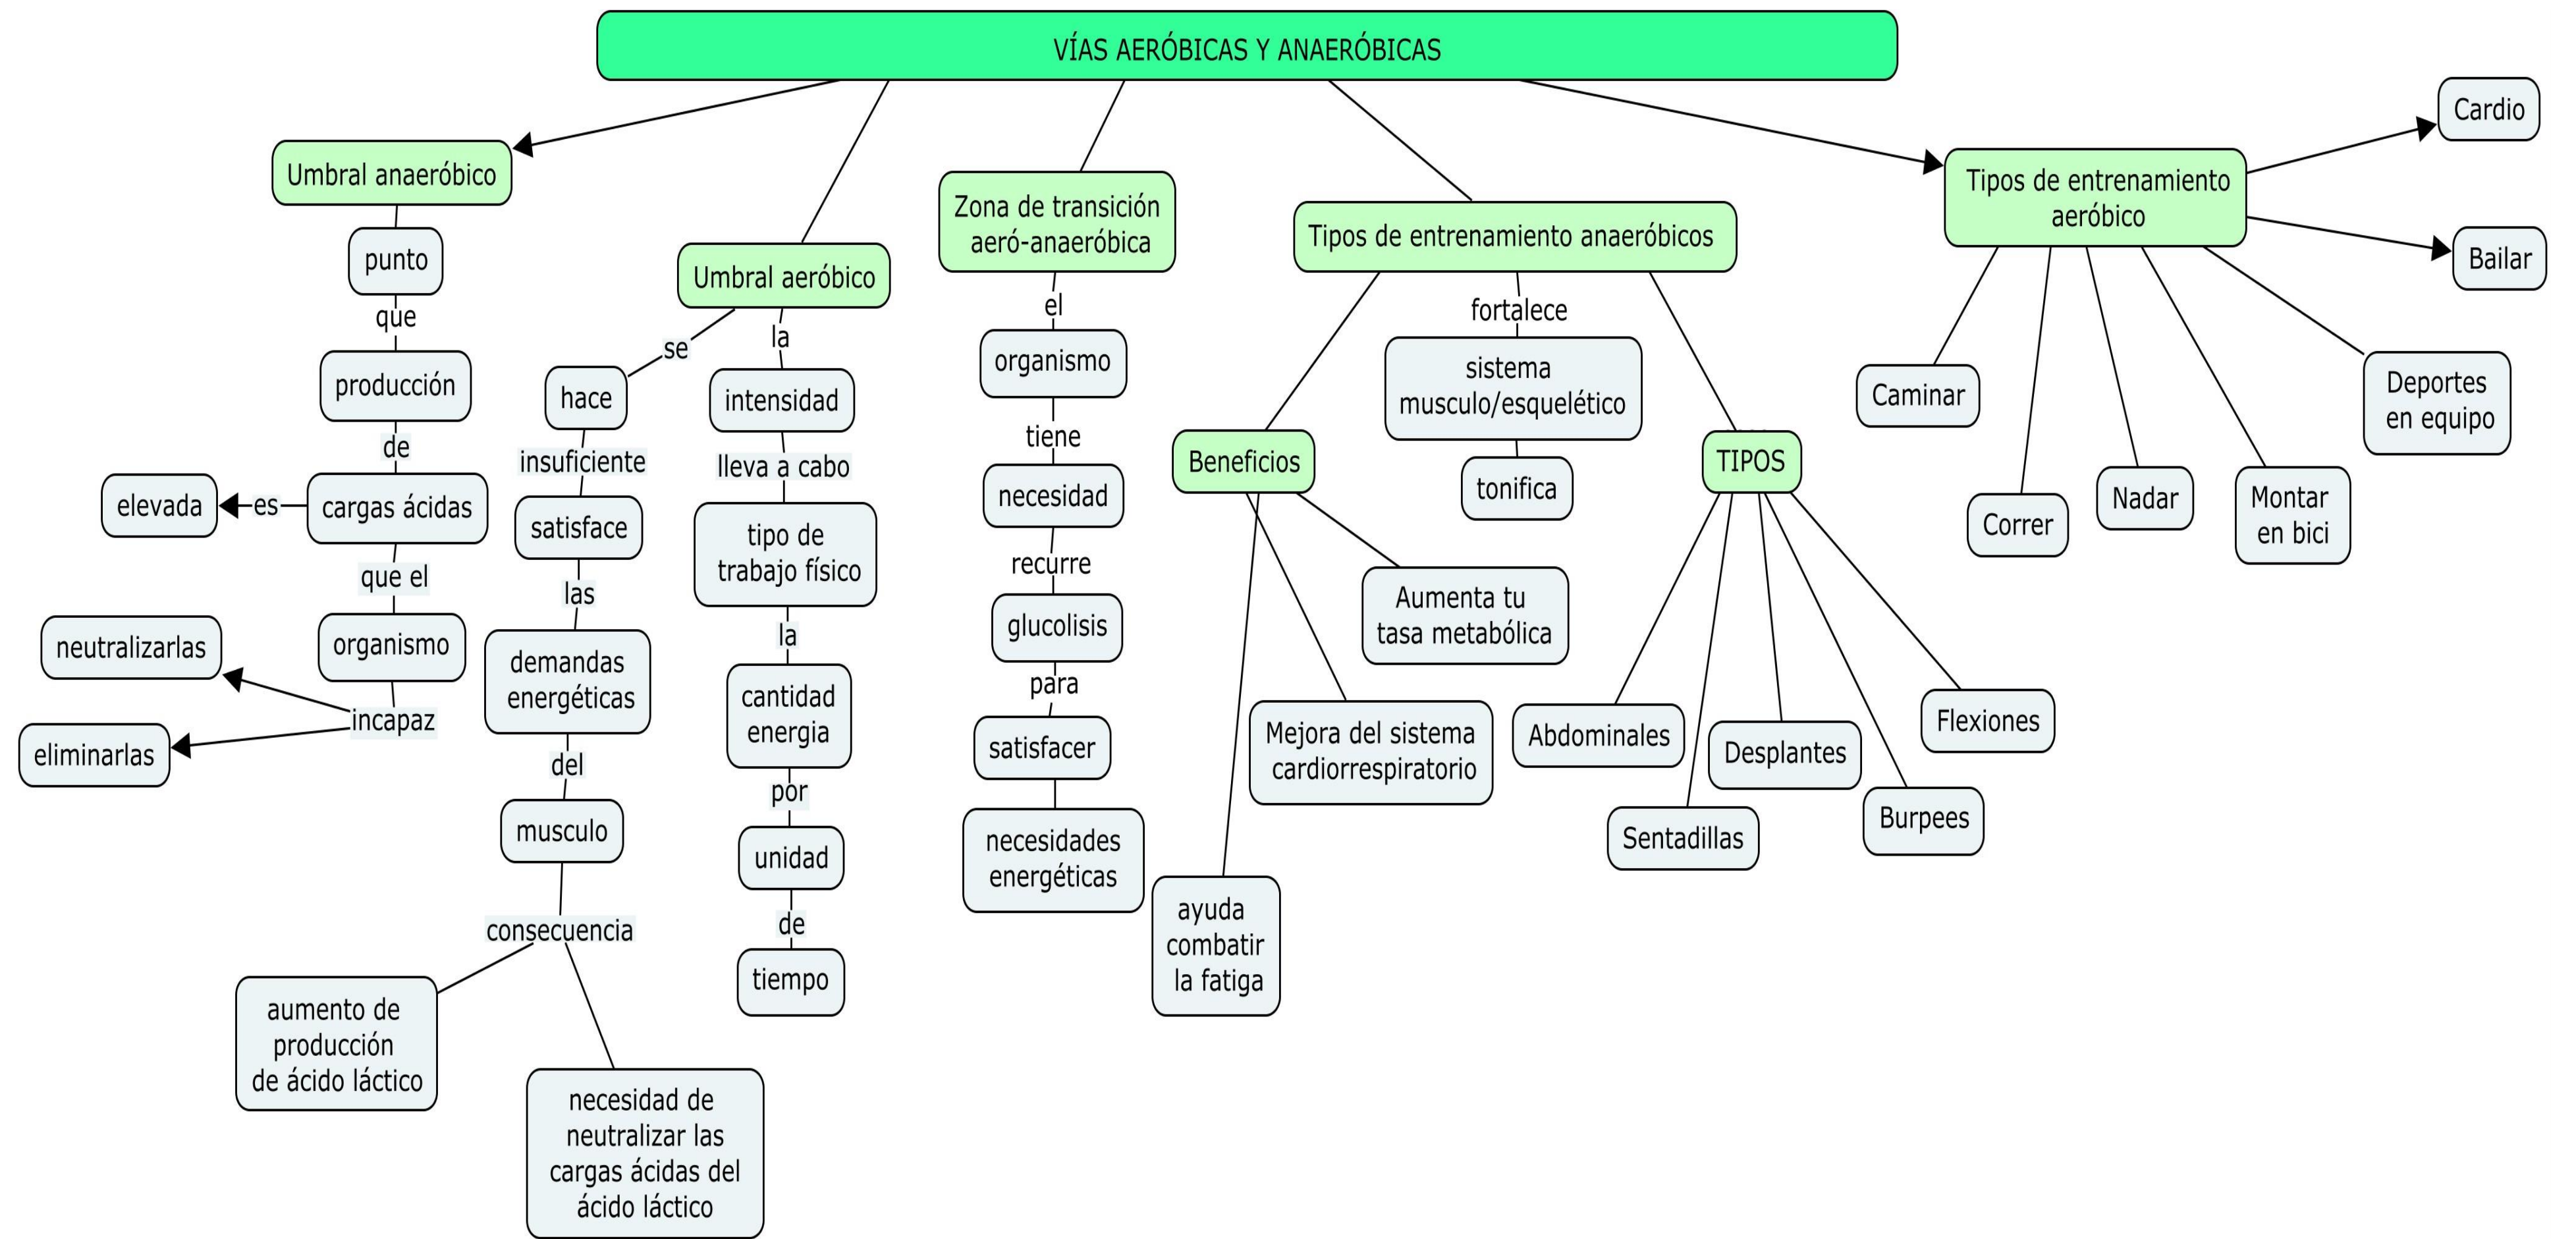 VÍAS AERÓBICAS Y ANAERÓBICAS
Umbral anaeróbico
punto
que
producción
de
cargas ácidas
es
elevada
que el
organismo
incapaz
neutralizarlas
eliminarlas
Umbral aeróbico
se
hace
insuficiente
satisface
las
demandas
energéticas
del
musculo
consecuencia
aumento de
producción
de ácido láctico
necesidad de
neutralizar las
cargas ácidas del
ácido láctico
la
intensidad
lleva a cabo
tipo de
trabajo físico
la
cantidad
energia
por
unidad
de
tiempo
Zona de transición
aeró-anaeróbica
el
organismo
tiene
necesidad
recurre
glucolisis
para
satisfacer
necesidades
energéticas
Tipos de entrenamiento anaeróbicos
Beneficios
ayuda
combatir
la fatiga
Mejora del sistema
cardiorrespiratorio
Aumenta tu
tasa metabólica
fortalece
sistema
musculo/esquelético
tonifica
TIPOS
Abdominales
Sentadillas
Desplantes
Burpees
Flexiones
Tipos de entrenamiento
aeróbico
Caminar
Correr
Nadar
Montar
en bici
Deportes
en equipo
Bailar
Cardio